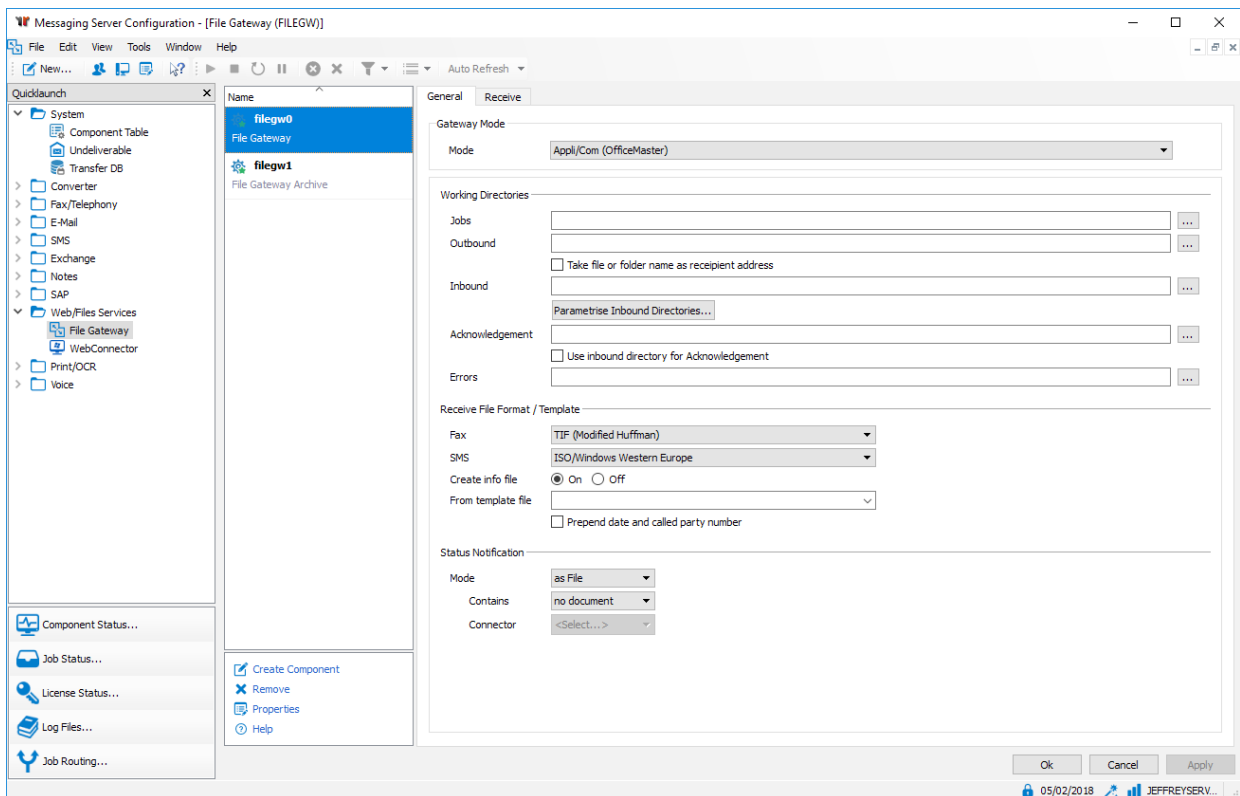 Messaging Server Configuration - [File Gateway (FILEGW)]
File Edit View Tools Window Help
New... Auto Refresh
Quicklaunch
System
Component Table
Undeliverable
Transfer DB
Converter
Fax/Telephony
E-Mail
SMS
Exchange
Notes
SAP
Web/Files Services
File Gateway
WebConnector
Print/OCR
Voice
Component Status...
Job Status...
License Status...
Log Files...
Job Routing...
Name
filegw0
File Gateway
filegw1
File Gateway Archive
Create Component
Remove
Properties
Help
General Receive
Gateway Mode
Mode Appli/Com (OfficeMaster)
Working Directories
Jobs ...
Outbound ...
Take file or folder name as receipient address
Inbound ...
Parametrise Inbound Directories...
Acknowledgement ...
Use inbound directory for Acknowledgement
Errors ...
Receive File Format / Template
Fax TIF (Modified Huffman)
SMS ISO/Windows Western Europe
Create info file On Off
From template file
Prepend date and called party number
Status Notification
Mode as File
Contains no document
Connector <Select...>
Ok Cancel Apply
05/02/2018 JEFFREYSERV...